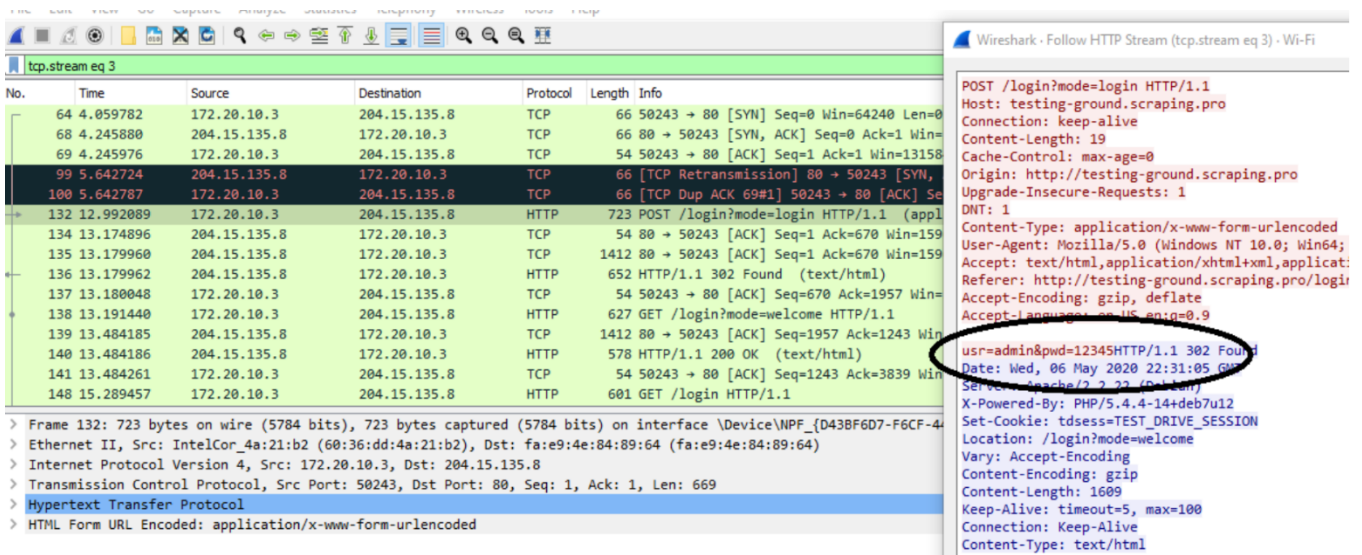 tcp.stream eq 3
No. Time Source Destination Protocol Length Info
64 4.059782 172.20.10.3 204.15.135.8 TCP 66 50243 → 80 [SYN] Seq=0 Win=64240 Len=0
68 4.245880 204.15.135.8 172.20.10.3 TCP 66 80 → 50243 [SYN, ACK] Seq=0 Ack=1 Win=
69 4.245976 172.20.10.3 204.15.135.8 TCP 54 50243 → 80 [ACK] Seq=1 Ack=1 Win=13158
99 5.642724 204.15.135.8 172.20.10.3 TCP 66 [TCP Retransmission] 80 → 50243 [SYN,
100 5.642787 172.20.10.3 204.15.135.8 TCP 66 [TCP Dup ACK 69#1] 50243 → 80 [ACK] Se
132 12.992089 172.20.10.3 204.15.135.8 HTTP 723 POST /login?mode=login HTTP/1.1 (appl
134 13.174896 204.15.135.8 172.20.10.3 TCP 54 80 → 50243 [ACK] Seq=1 Ack=670 Win=159
135 13.179960 204.15.135.8 172.20.10.3 TCP 1412 80 → 50243 [ACK] Seq=1 Ack=670 Win=159
136 13.179962 204.15.135.8 172.20.10.3 HTTP 652 HTTP/1.1 302 Found (text/html)
137 13.180048 172.20.10.3 204.15.135.8 TCP 54 50243 → 80 [ACK] Seq=670 Ack=1957 Win=
138 13.191440 172.20.10.3 204.15.135.8 HTTP 627 GET /login?mode=welcome HTTP/1.1
139 13.484185 204.15.135.8 172.20.10.3 TCP 1412 80 → 50243 [ACK] Seq=1957 Ack=1243 Win
140 13.484186 204.15.135.8 172.20.10.3 HTTP 578 HTTP/1.1 200 OK (text/html)
141 13.484261 172.20.10.3 204.15.135.8 TCP 54 50243 → 80 [ACK] Seq=1243 Ack=3839 Win
148 15.289457 172.20.10.3 204.15.135.8 HTTP 601 GET /login HTTP/1.1
> Frame 132: 723 bytes on wire (5784 bits), 723 bytes captured (5784 bits) on interface \Device\NPF_{D43BF6D7-F6CF-44
> Ethernet II, Src: IntelCor_4a:21:b2 (60:36:dd:4a:21:b2), Dst: fa:e9:4e:84:89:64 (fa:e9:4e:84:89:64)
> Internet Protocol Version 4, Src: 172.20.10.3, Dst: 204.15.135.8
> Transmission Control Protocol, Src Port: 50243, Dst Port: 80, Seq: 1, Ack: 1, Len: 669
> Hypertext Transfer Protocol
> HTML Form URL Encoded: application/x-www-form-urlencoded
Wireshark · Follow HTTP Stream (tcp.stream eq 3) · Wi-Fi
POST /login?mode=login HTTP/1.1
Host: testing-ground.scraping.pro
Connection: keep-alive
Content-Length: 19
Cache-Control: max-age=0
Origin: http://testing-ground.scraping.pro
Upgrade-Insecure-Requests: 1
DNT: 1
Content-Type: application/x-www-form-urlencoded
User-Agent: Mozilla/5.0 (Windows NT 10.0; Win64;
Accept: text/html,application/xhtml+xml,applicati
Referer: http://testing-ground.scraping.pro/login
Accept-Encoding: gzip, deflate
Accept-Language: en-US,en;q=0.9
usr=admin&pwd=12345HTTP/1.1 302 Found
Date: Wed, 06 May 2020 22:31:05 GMT
Server: Apache/2.2.22 (Debian)
X-Powered-By: PHP/5.4.4-14+deb7u12
Set-Cookie: tdsess=TEST_DRIVE_SESSION
Location: /login?mode=welcome
Vary: Accept-Encoding
Content-Encoding: gzip
Content-Length: 1609
Keep-Alive: timeout=5, max=100
Connection: Keep-Alive
Content-Type: text/html